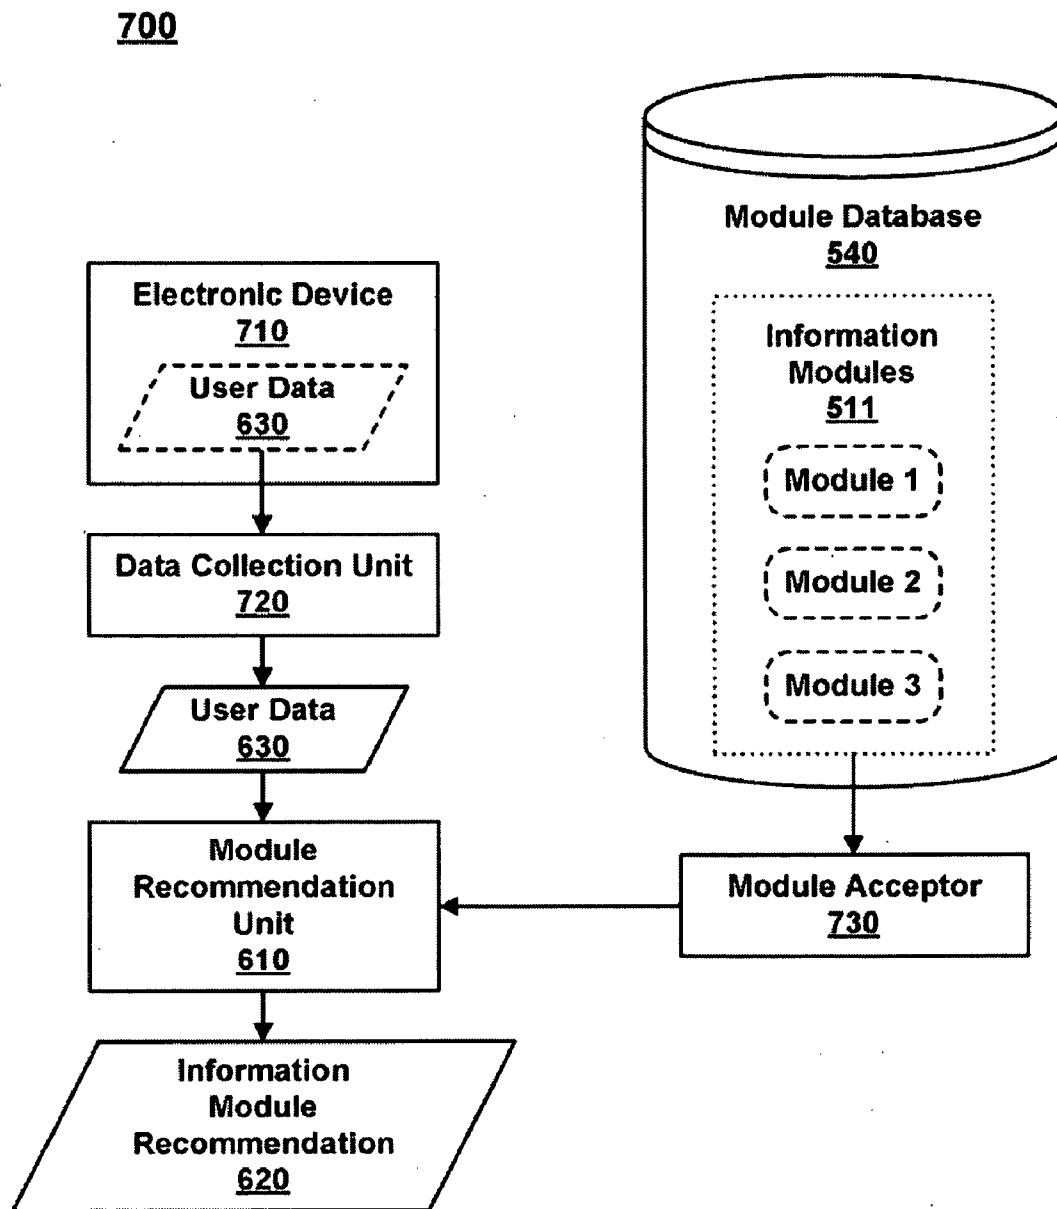 700
Module Database
540
Electronic Device
710
User Data
630
Information
Modules
511
Module 1
Module 2
Module 3
Data Collection Unit
720
User Data
630
Module
Recommendation
Unit
610
Module Acceptor
730
Information
Module
Recommendation
620